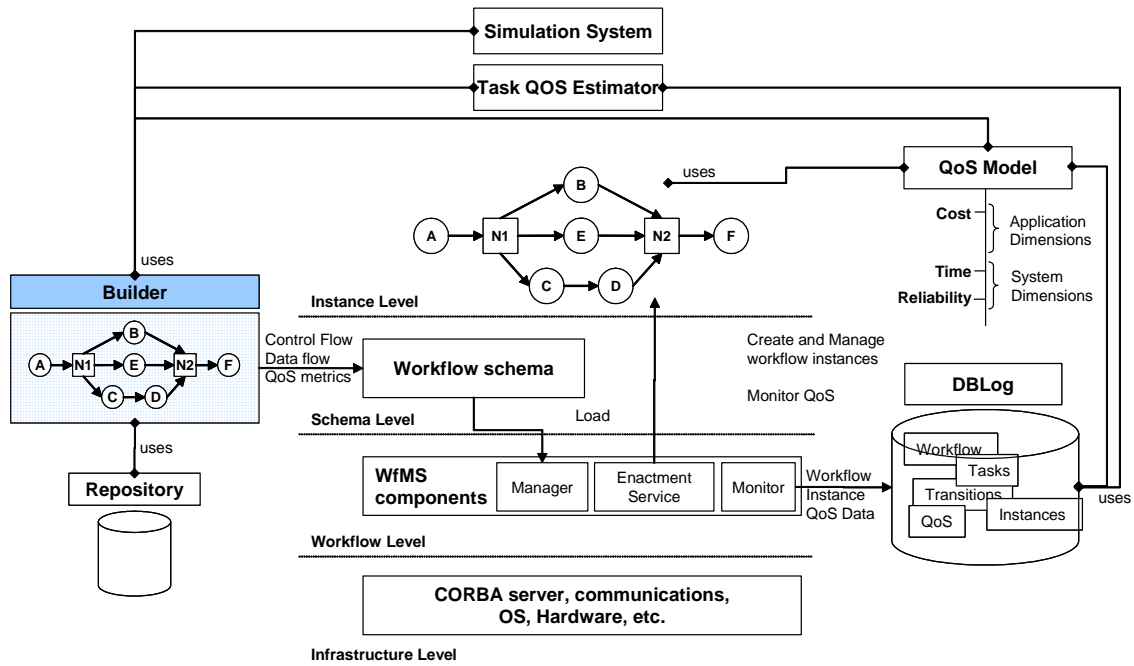 Simulation System
Task QOS Estimator
QoS Model
uses
B
A
N1
E
N2
F
C
D
Cost
Application
Dimensions
Time
System
Reliability
Dimensions
uses
Builder
Instance Level
B
A
N1
E
N2
F
C
D
Control Flow
Data flow
QoS metrics
Workflow schema
Create and Manage
workflow instances
Monitor QoS
DBLog
Load
Schema Level
uses
Repository
WfMS
components
Manager
Enactment
Service
Monitor
Workflow
Instance
QoS Data
Workflow
Tasks
Transitions
QoS
Instances
uses
Workflow Level
CORBA server, communications,
OS, Hardware, etc.
Infrastructure Level